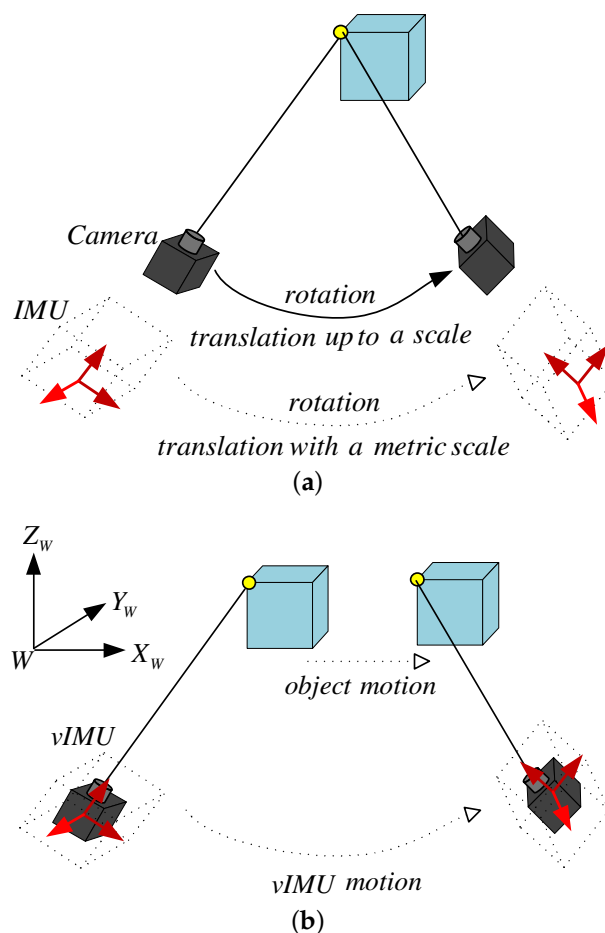 Camera
rotation
IMU
translation up to a scale
rotation
translation with a metric scale
(a)
Z_W
Y_W
W
X_W
object motion
vIMU
vIMU motion
(b)